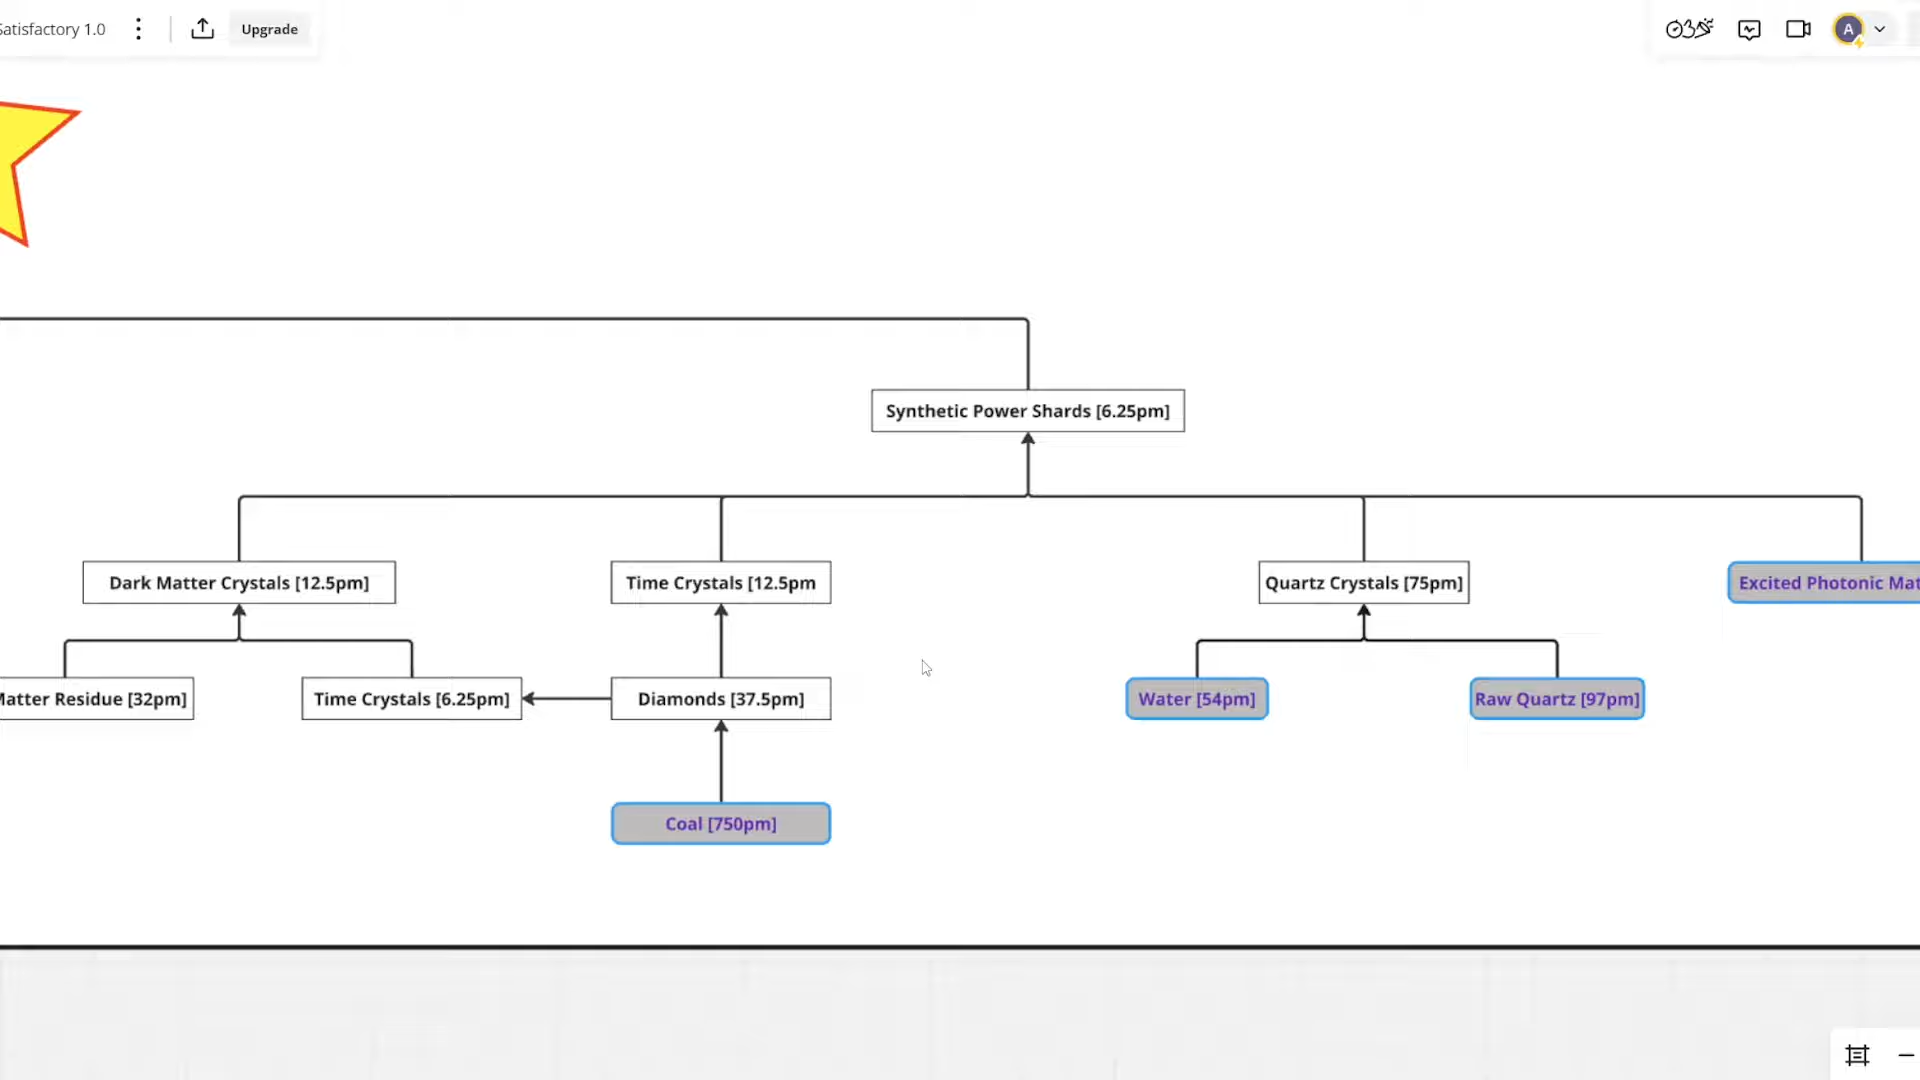 Satisfactory 1.0
Upgrade
A
Synthetic Power Shards [6.25pm]
Dark Matter Crystals [12.5pm]
Time Crystals [12.5pm
Quartz Crystals [75pm]
Excited Photonic
Matter Residue [32pm]
Time Crystals [6.25pm]
Diamonds [37.5pm]
Water [54pm]
Raw Quartz [97pm]
Coal [750pm]